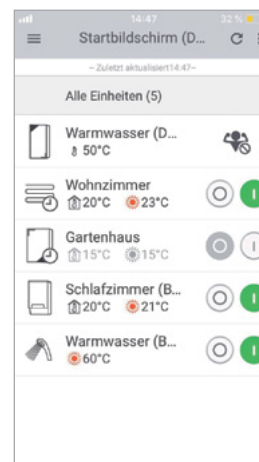 14:47 32 %
Startbildschirm (D...
– Zuletzt aktualisiert14:47–
Alle Einheiten (5)
Warmwasser (D...
50°C
Wohnzimmer
20°C 23°C
Gartenhaus
15°C 15°C
Schlafzimmer (B...
20°C 21°C
Warmwasser (B...
60°C